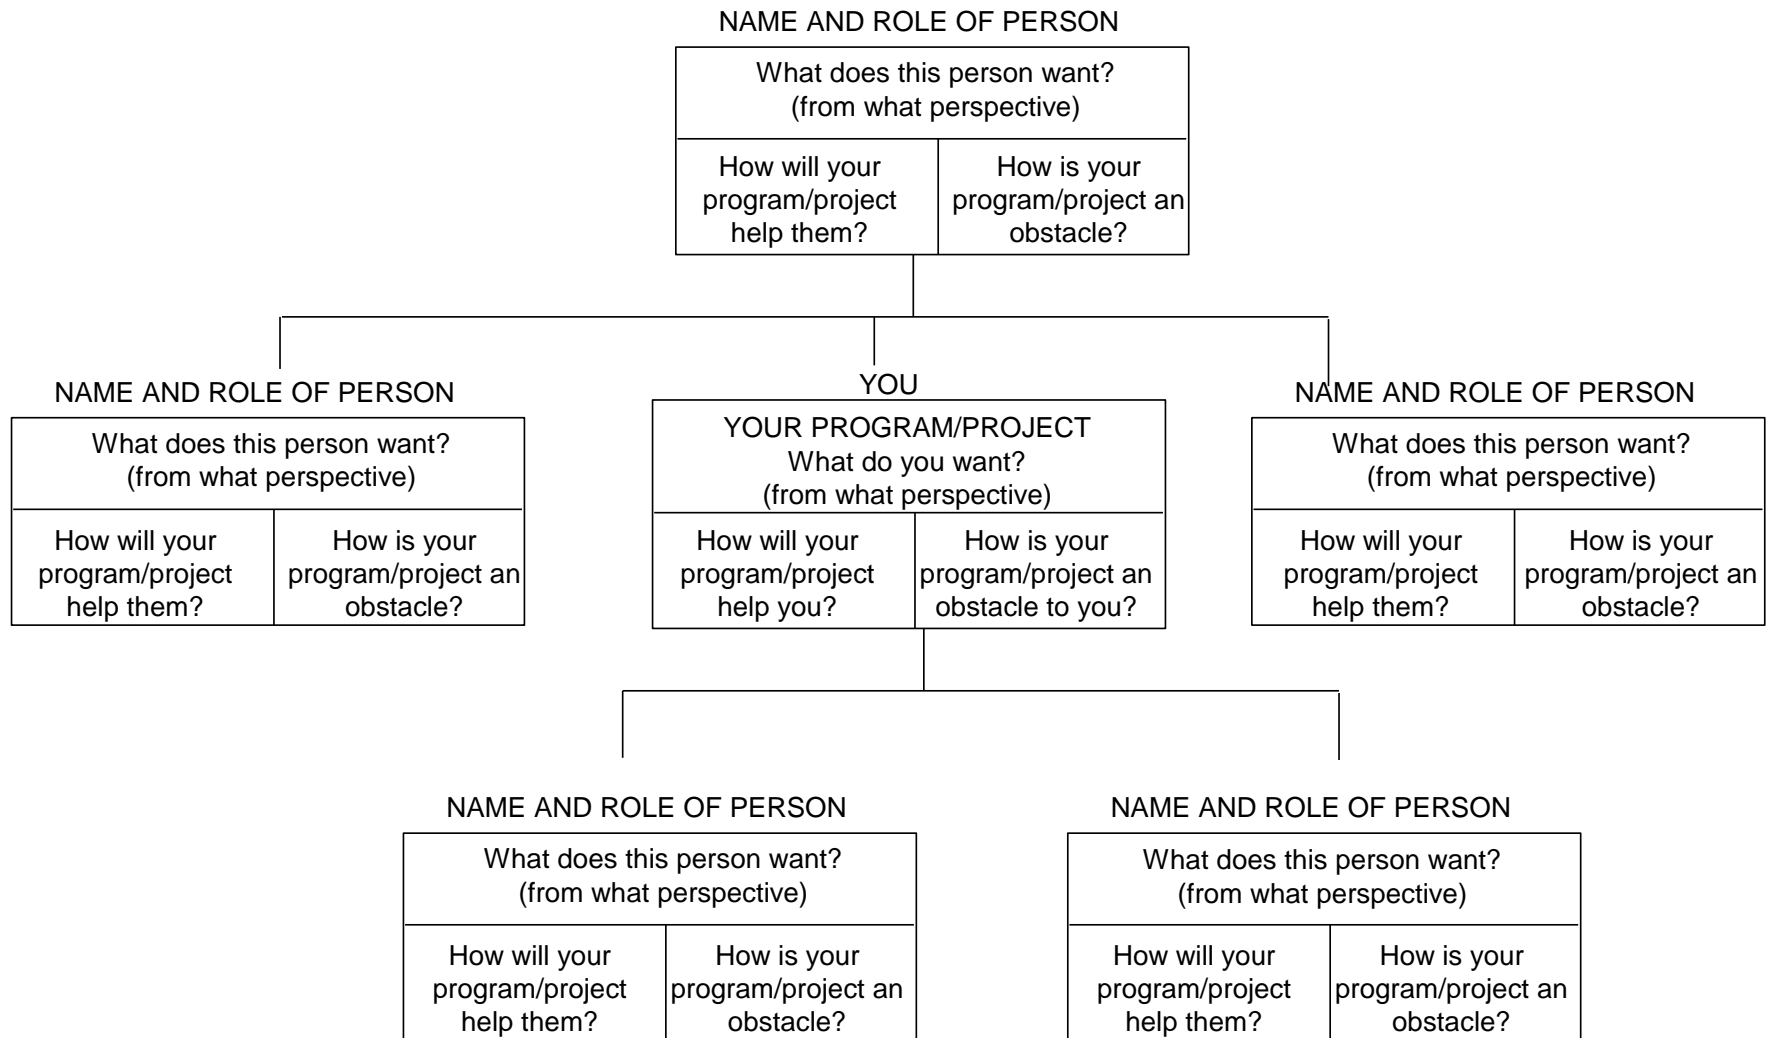 NAME AND ROLE OF PERSON
What does this person want?
(from what perspective)
How will your
program/project
help them?
How is your
program/project an
obstacle?
NAME AND ROLE OF PERSON
What does this person want?
(from what perspective)
How will your
program/project
help them?
How is your
program/project an
obstacle?
YOU
YOUR PROGRAM/PROJECT
What do you want?
(from what perspective)
How will your
program/project
help you?
How is your
program/project an
obstacle to you?
NAME AND ROLE OF PERSON
What does this person want?
(from what perspective)
How will your
program/project
help them?
How is your
program/project an
obstacle?
NAME AND ROLE OF PERSON
What does this person want?
(from what perspective)
How will your
program/project
help them?
How is your
program/project an
obstacle?
NAME AND ROLE OF PERSON
What does this person want?
(from what perspective)
How will your
program/project
help them?
How is your
program/project an
obstacle?